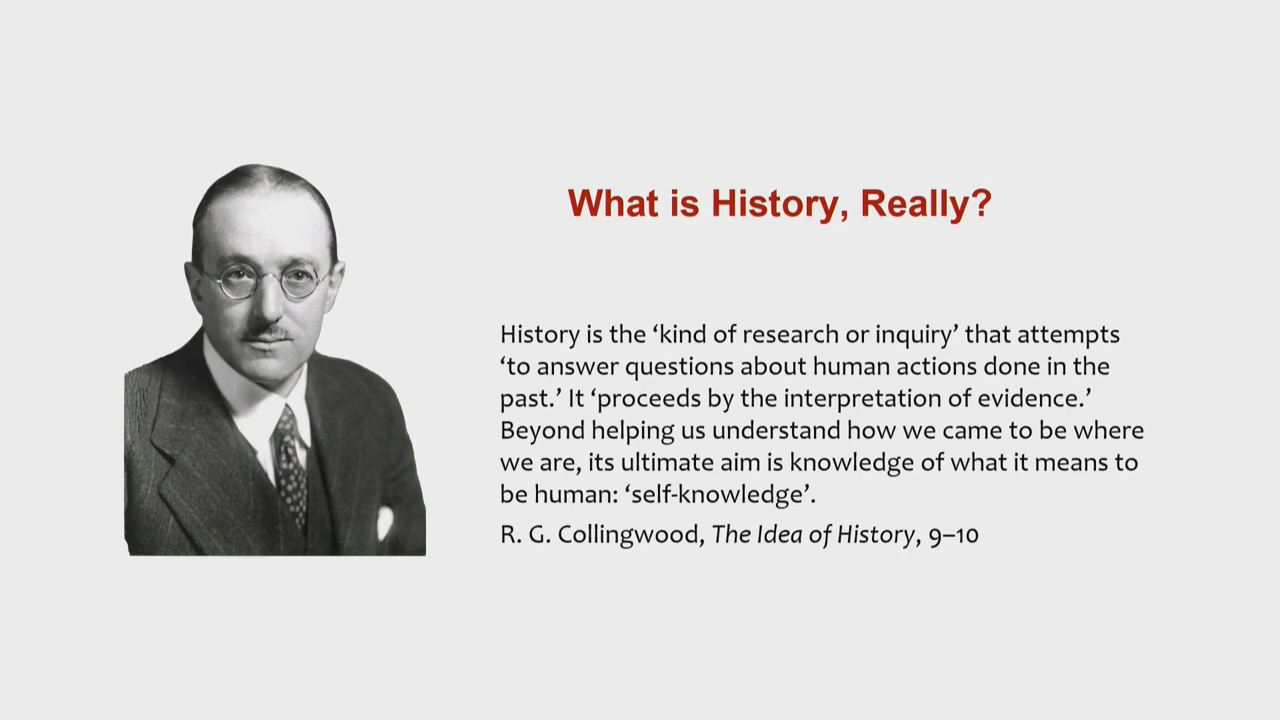 What is History, Really?
History is the ‘kind of research or inquiry’ that attempts
‘to answer questions about human actions done in the
past.’ It ‘proceeds by the interpretation of evidence.’
Beyond helping us understand how we came to be where
we are, its ultimate aim is knowledge of what it means to
be human: ‘self-knowledge’.
R. G. Collingwood, The Idea of History, 9–10